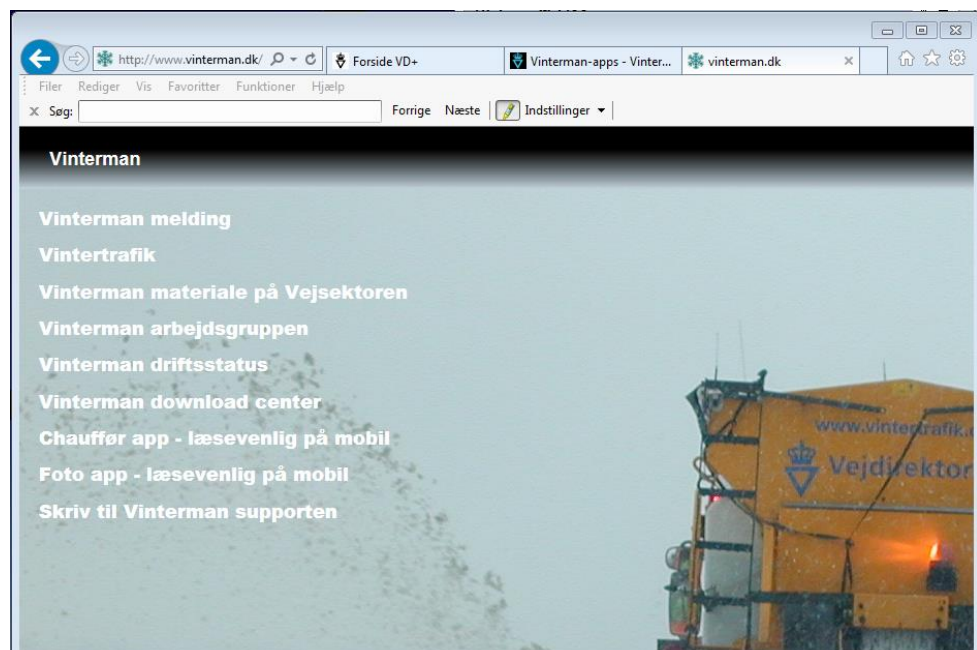 http://www.vinterman.dk/
Forside VD+
Vinterman-apps - Vinter...
vinterman.dk
Filer Rediger Vis Favoritter Funktioner Hjælp
x Søg: Forrige Næste Indstillinger
Vinterman
Vinterman melding
Vintertrafik
Vinterman materiale på Vejsektoren
Vinterman arbejdsgruppen
Vinterman driftsstatus
Vinterman download center
Chauffør app - læsevenlig på mobil
Foto app - læsevenlig på mobil
Skriv til Vinterman supporten
www.vintertrafik.
Vejdirektor